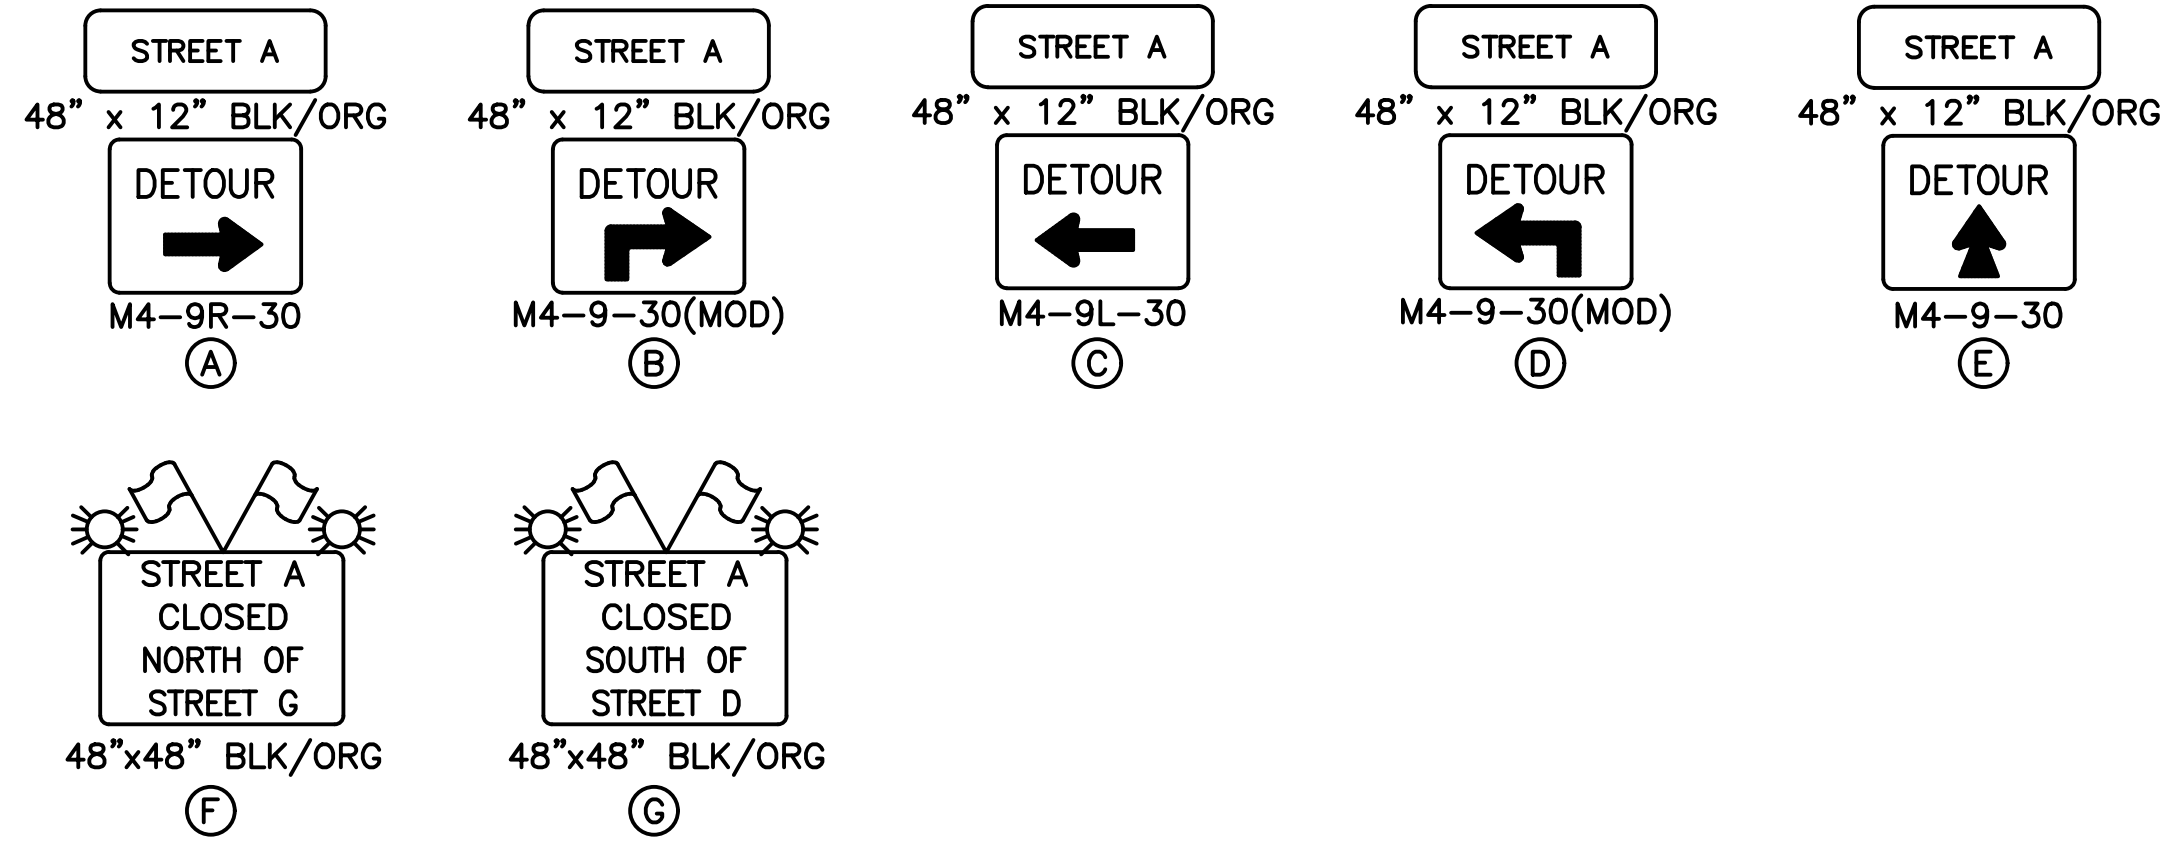 STREET A
48” x 12” BLK/ORG
DETOUR
M4-9R-30
A
STREET A
48” x 12” BLK/ORG
DETOUR
M4-9-30(MOD)
B
STREET A
48” x 12” BLK/ORG
DETOUR
M4-9L-30
C
STREET A
48” x 12” BLK/ORG
DETOUR
M4-9-30(MOD)
D
STREET A
48” x 12” BLK/ORG
DETOUR
M4-9-30
E
STREET A
CLOSED
NORTH OF
STREET G
48”x48” BLK/ORG
F
STREET A
CLOSED
SOUTH OF
STREET D
48”x48” BLK/ORG
G